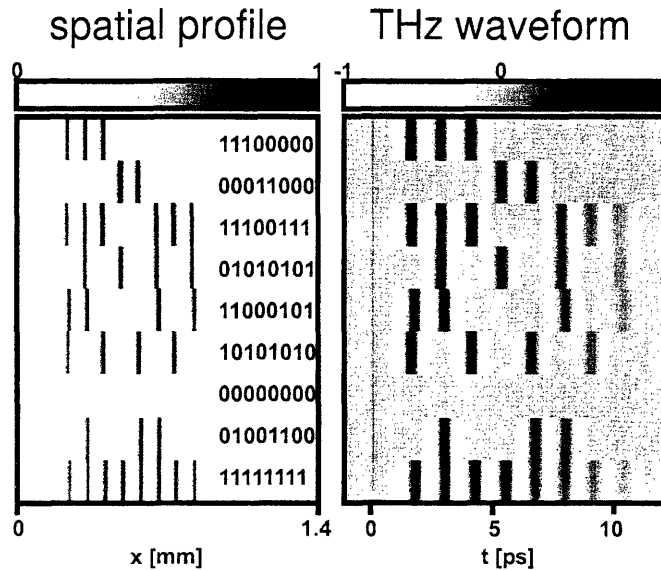 spatial profile THz waveform
0 1 -1 0
11100000
00011000
11100111
01010101
11000101
10101010
00000000
01001100
11111111
0 1.4 0 5 10
x [mm] t [ps]